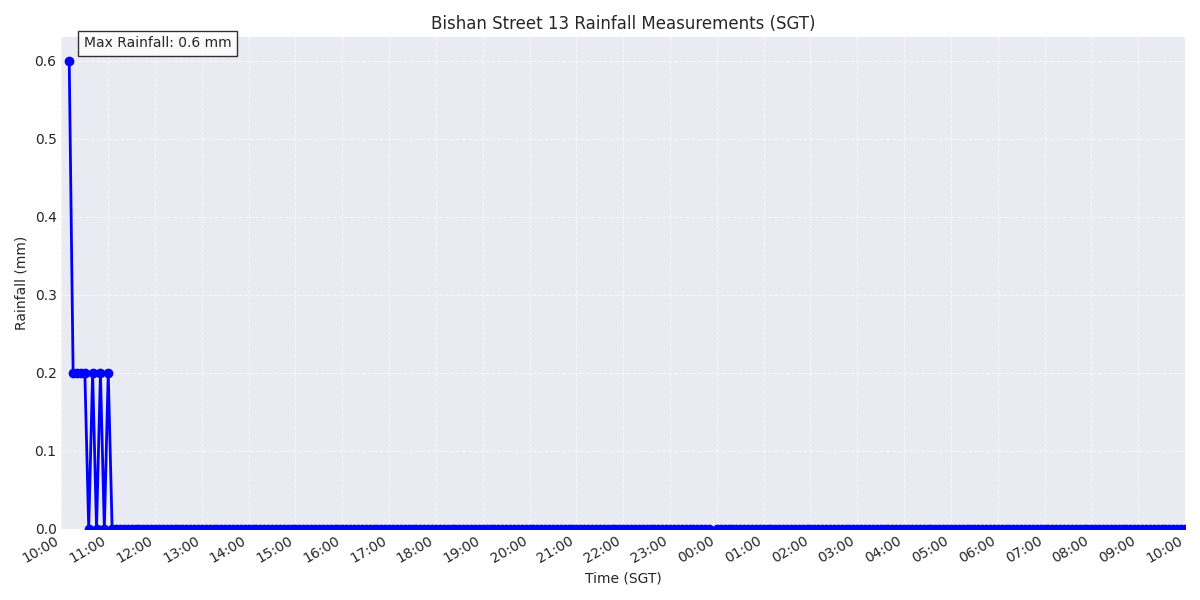 Bishan Street 13 Rainfall Measurements (SGT)
Max Rainfall: 0.6 mm
Rainfall (mm)
0.6
0.5
0.4
0.3
0.2
0.1
0.0
10:00 11:00 12:00 13:00 14:00 15:00 16:00 17:00 18:00 19:00 20:00 21:00 22:00 23:00 00:00 01:00 02:00 03:00 04:00 05:00 06:00 07:00 08:00 09:00 10:00
Time (SGT)